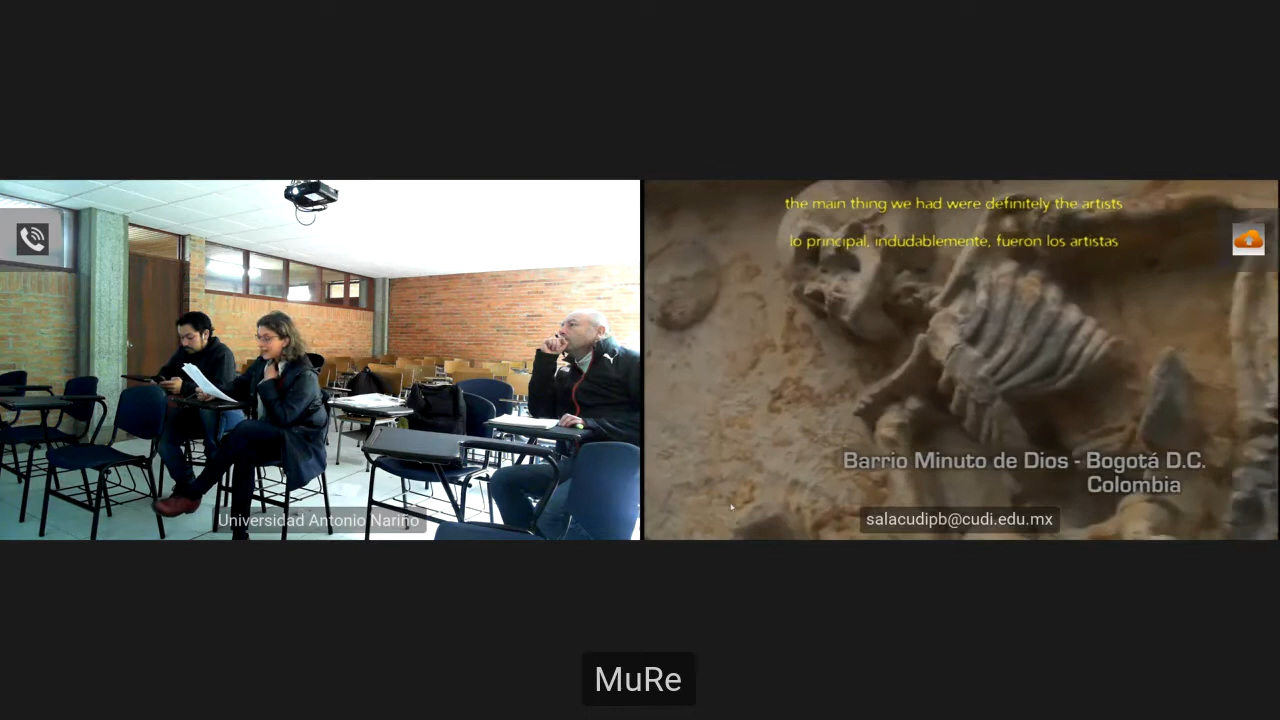 the main thing we had were definitely the artists
lo principal, indudablemente, fueron los artistas
Barrio Minuto de Dios - Bogotá D.C.
Colombia
Universidad Antonio Nariño
salacudipb@cudi.edu.mx
MuRe